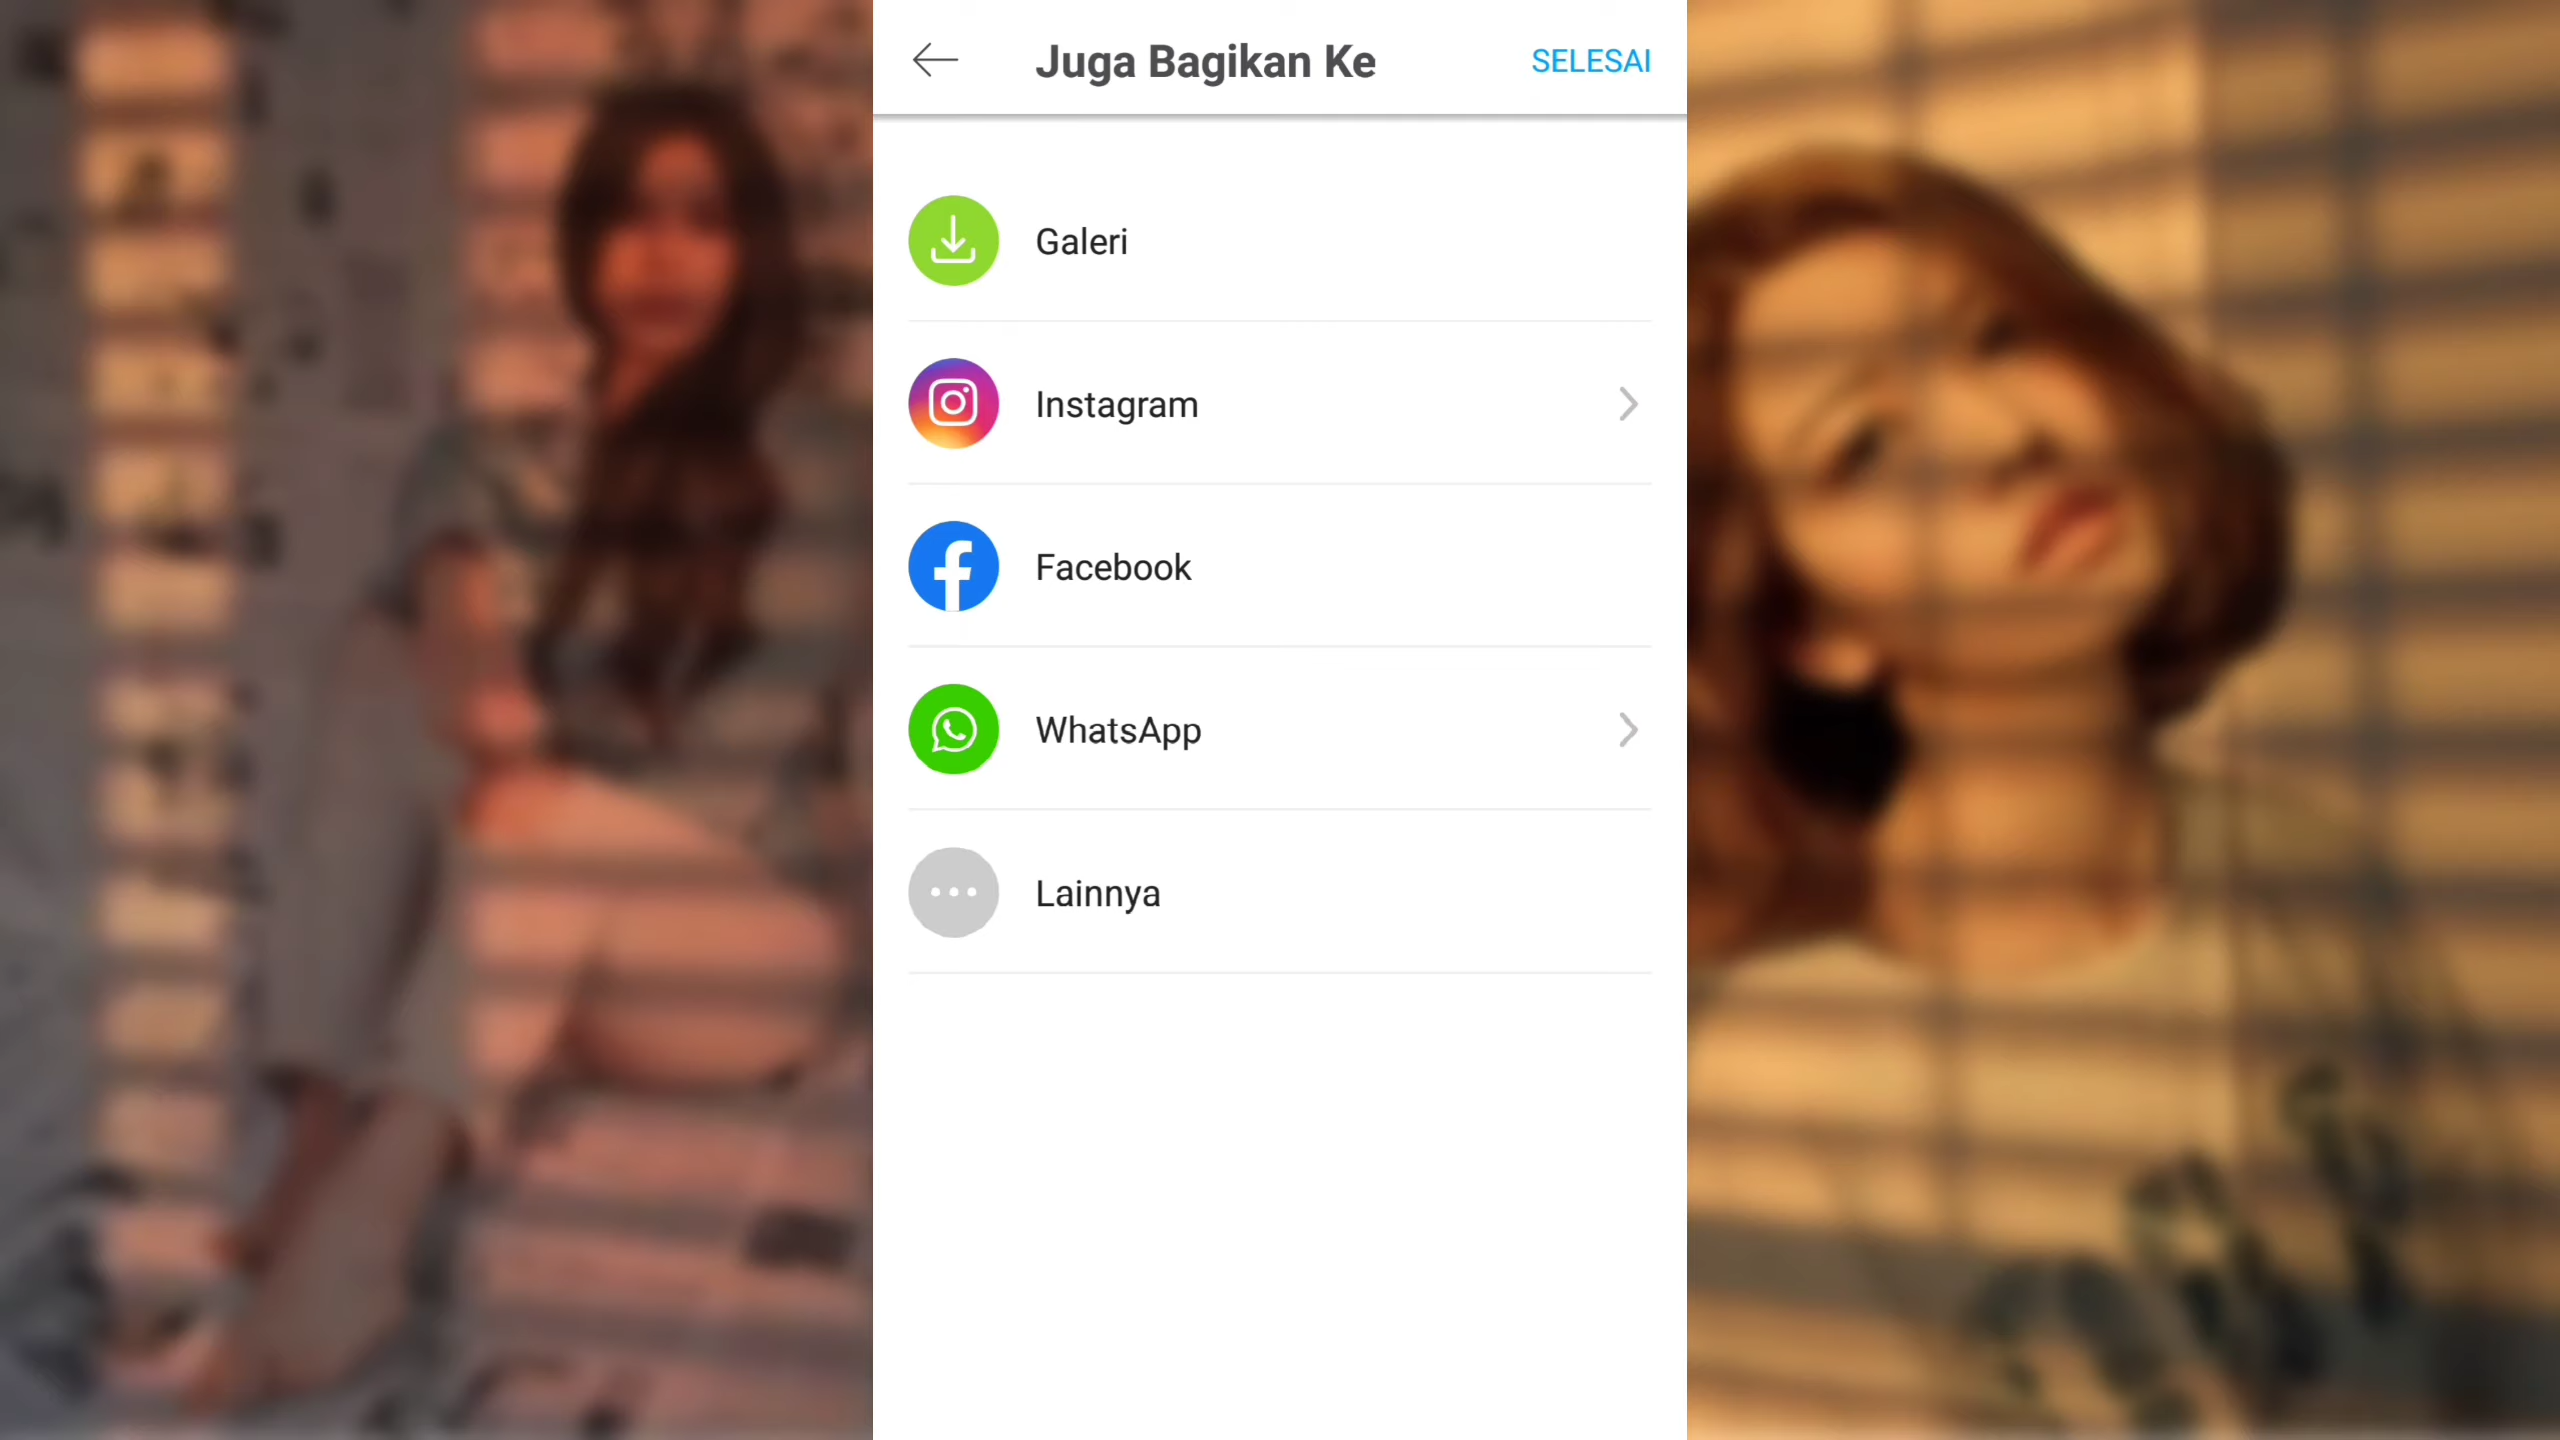 Juga Bagikan Ke
SELESAI
Galeri
Instagram
Facebook
WhatsApp
Lainnya